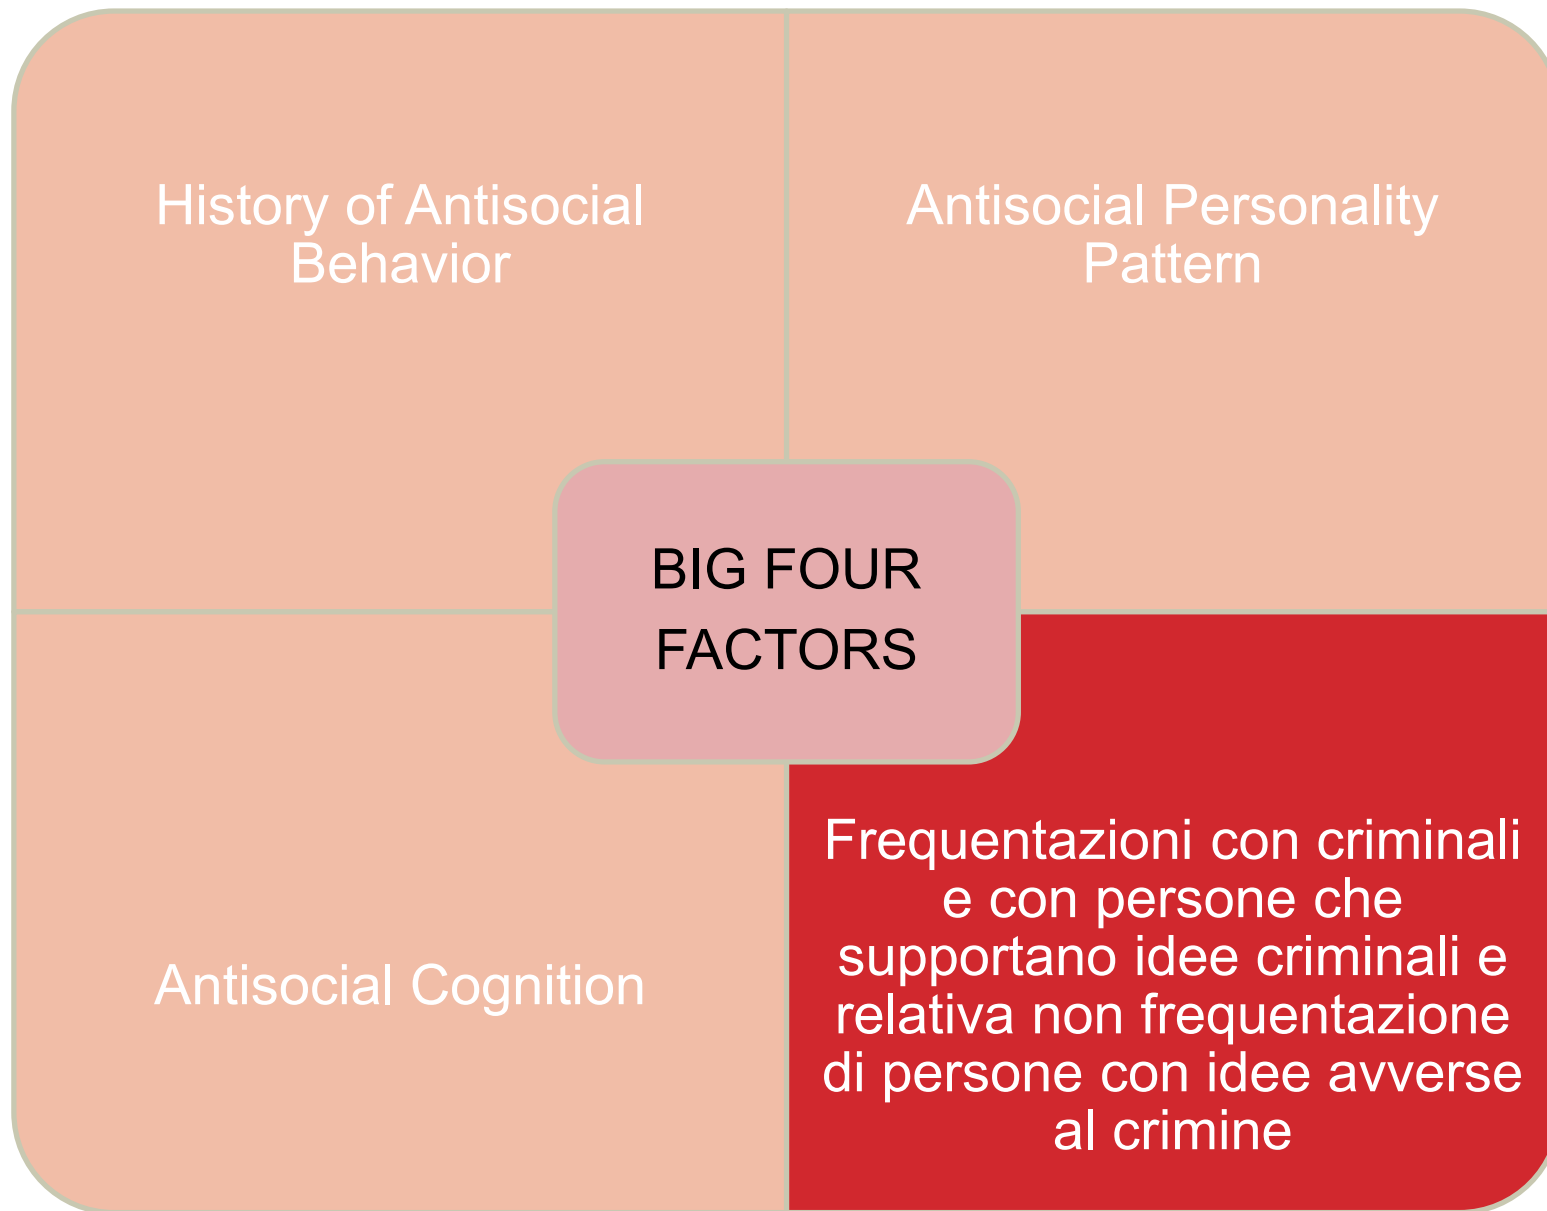 History of Antisocial
Behavior
Antisocial Personality
Pattern
BIG FOUR
FACTORS
Antisocial Cognition
Frequentazioni con criminali
e con persone che
supportano idee criminali e
relativa non frequentazione
di persone con idee avverse
al crimine